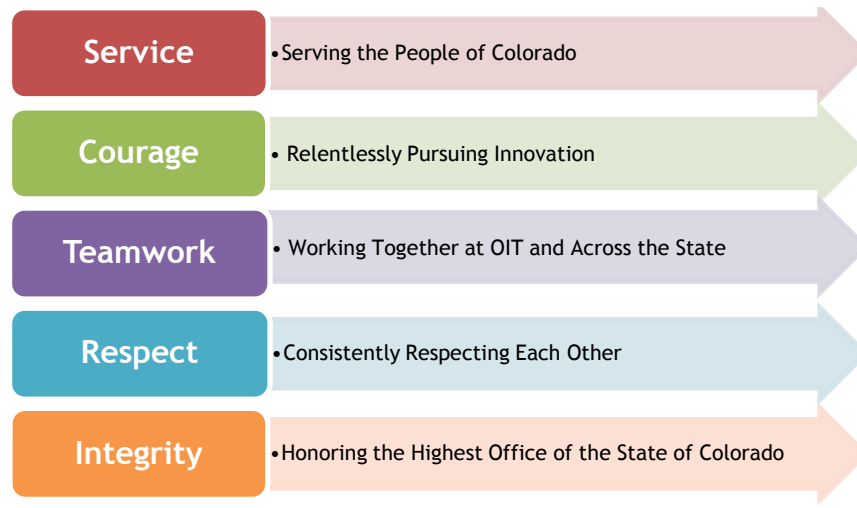 Service
•Serving the People of Colorado
Courage
• Relentlessly Pursuing Innovation
Teamwork
• Working Together at OIT and Across the State
Respect
•Consistently Respecting Each Other
Integrity
•Honoring the Highest Office of the State of Colorado